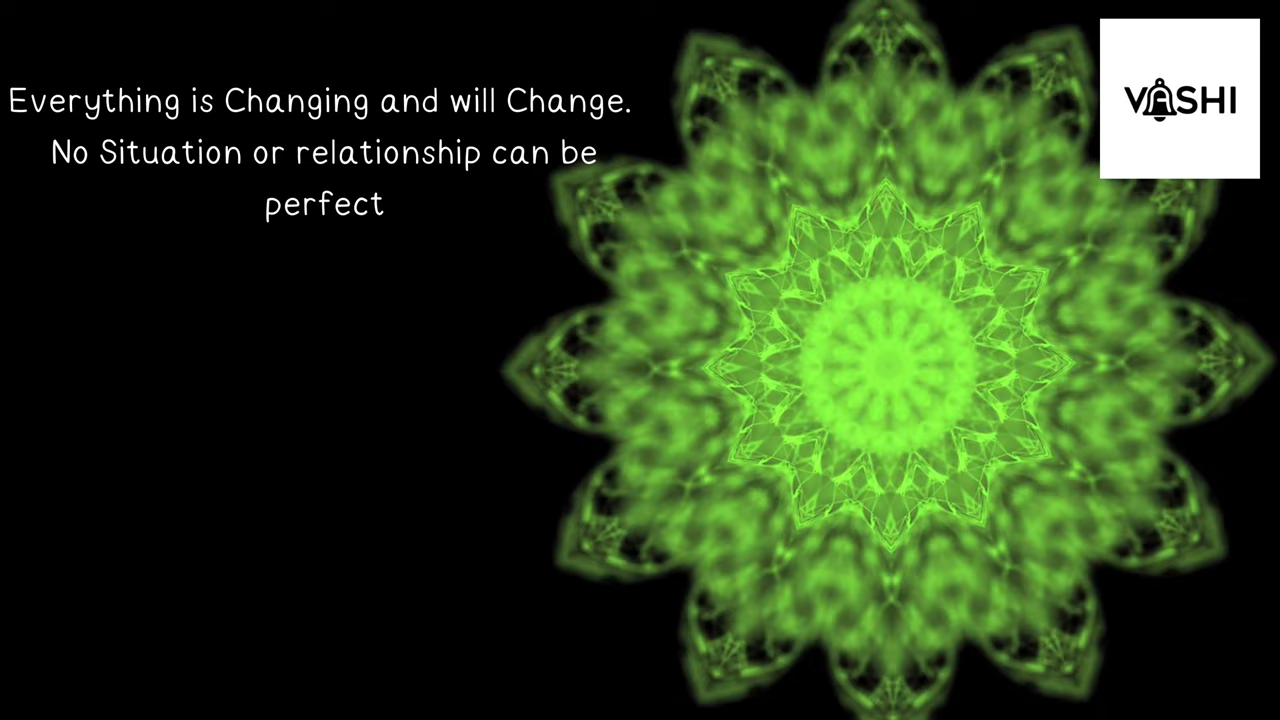 Everything is Changing and will Change.
No Situation or relationship can be
perfect
VASHI